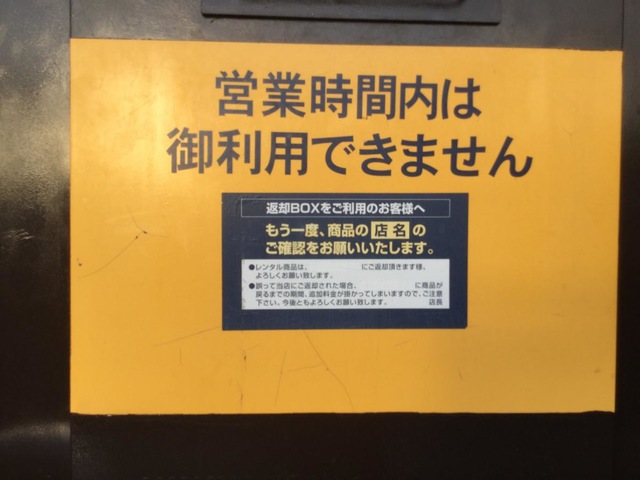 営業時間内は
御利用できません
返却BOXをご利用のお客様へ
もう一度、商品の 店名 の
ご確認をお願いいたします。
●レンタル商品は、 にご返却頂きます様、
よろしくお願い致します。
●誤って当店にご返却された場合、 に商品が
戻るまでの期間、追加料金が掛かってしまいますので、ご注意
下さい。今後ともよろしくお願い致します。 店長